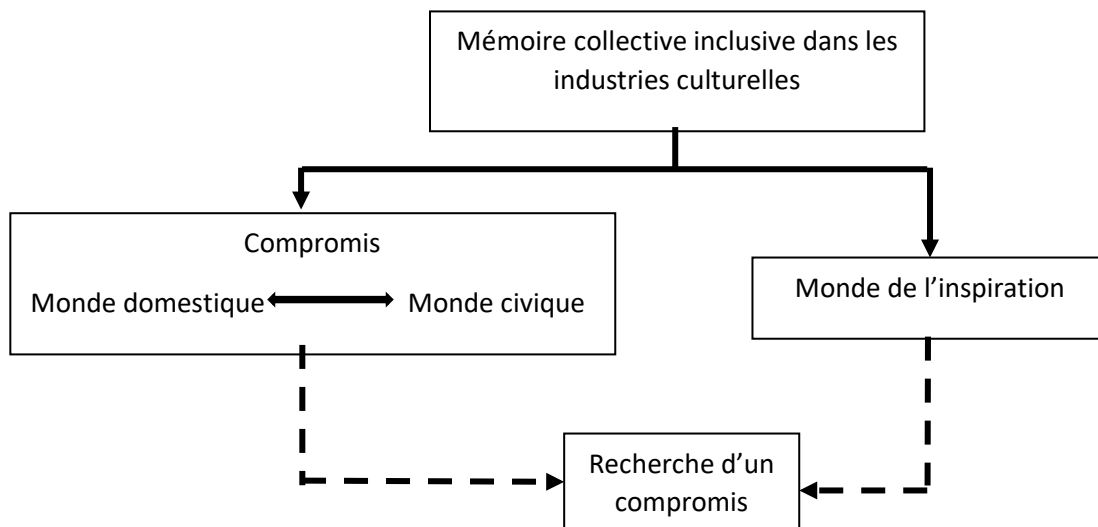 Mémoire collective inclusive dans les
industries culturelles
Compromis
Monde domestique Monde civique
Monde de l’inspiration
Recherche d’un
compromis